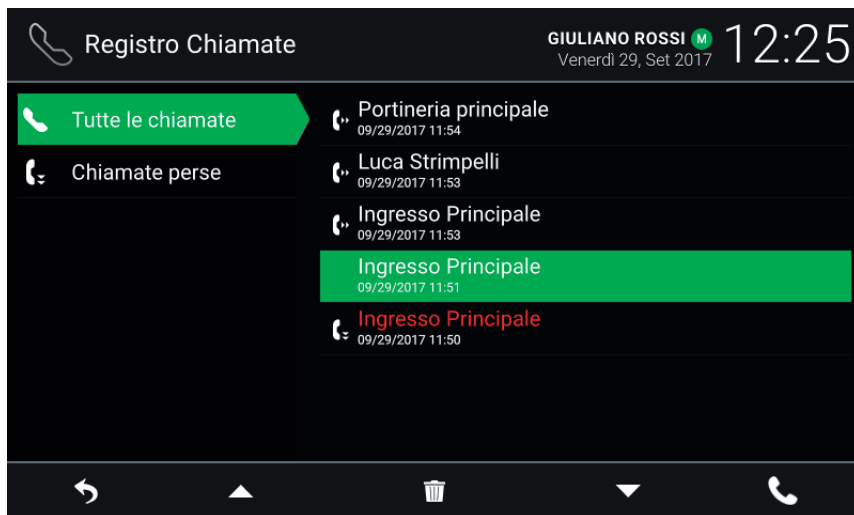 Registro Chiamate
GIULIANO ROSSI M
Venerdì 29, Set 2017
12:25
Tutte le chiamate
Chiamate perse
Portineria principale
09/29/2017 11:54
Luca Strimpelli
09/29/2017 11:53
Ingresso Principale
09/29/2017 11:53
Ingresso Principale
09/29/2017 11:51
Ingresso Principale
09/29/2017 11:50